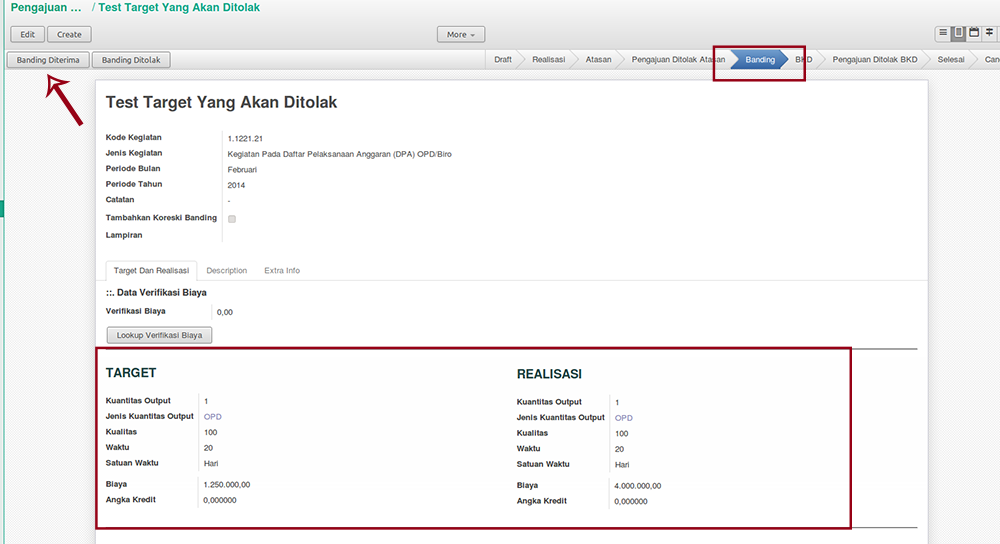 Pengajuan ... / Test Target Yang Akan Ditolak
Edit Create More
Banding Diterima Banding Ditolak Draft Realisasi Atasan Pengajuan Ditolak Atasan Banding BKD Pengajuan Ditolak BKD Selesai Canc
Test Target Yang Akan Ditolak
Kode Kegiatan 1.1221.21
Jenis Kegiatan Kegiatan Pada Daftar Pelaksanaan Anggaran (DPA) OPD/Biro
Periode Bulan Februari
Periode Tahun 2014
Catatan -
Tambahkan Koreski Banding
Lampiran
Target Dan Realisasi Description Extra Info
::. Data Verifikasi Biaya
Verifikasi Biaya 0,00
Lookup Verifikasi Biaya
TARGET
Kuantitas Output 1
Jenis Kuantitas Output OPD
Kualitas 100
Waktu 20
Satuan Waktu Hari
Biaya 1.250.000,00
Angka Kredit 0,000000
REALISASI
Kuantitas Output 1
Jenis Kuantitas Output OPD
Kualitas 100
Waktu 20
Satuan Waktu Hari
Biaya 4.000.000,00
Angka Kredit 0,000000